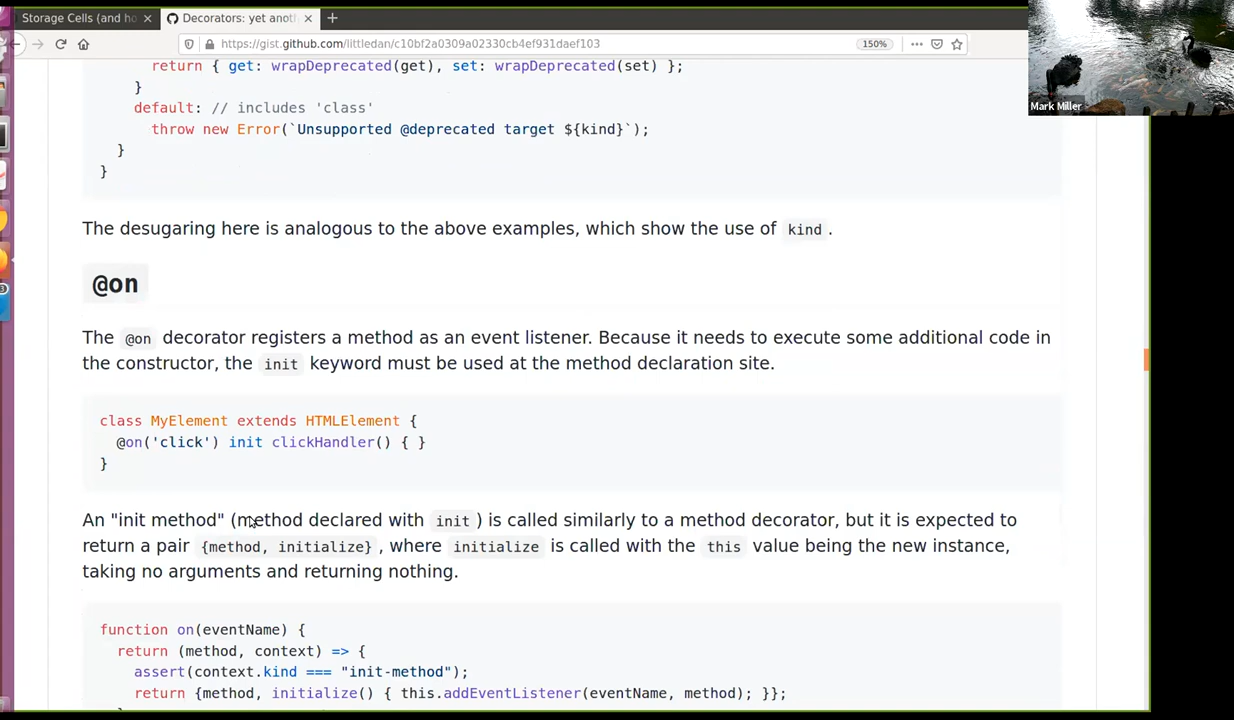 Storage Cells (and ho
Decorators: yet anot
https://gist.github.com/littledan/c10bf2a0309a02330cb4ef931daef103
150%
return { get: wrapDeprecated(get), set: wrapDeprecated(set) };
}
default: // includes 'class'
throw new Error(`Unsupported @deprecated target ${kind}`);
}
}
The desugaring here is analogous to the above examples, which show the use of kind .
@on
The @on decorator registers a method as an event listener. Because it needs to execute some additional code in
the constructor, the init keyword must be used at the method declaration site.
class MyElement extends HTMLElement {
@on('click') init clickHandler() { }
}
An "init method" (method declared with init ) is called similarly to a method decorator, but it is expected to
return a pair {method, initialize} , where initialize is called with the this value being the new instance,
taking no arguments and returning nothing.
function on(eventName) {
return (method, context) => {
assert(context.kind === "init-method");
return {method, initialize() { this.addEventListener(eventName, method); }};
Mark Miller